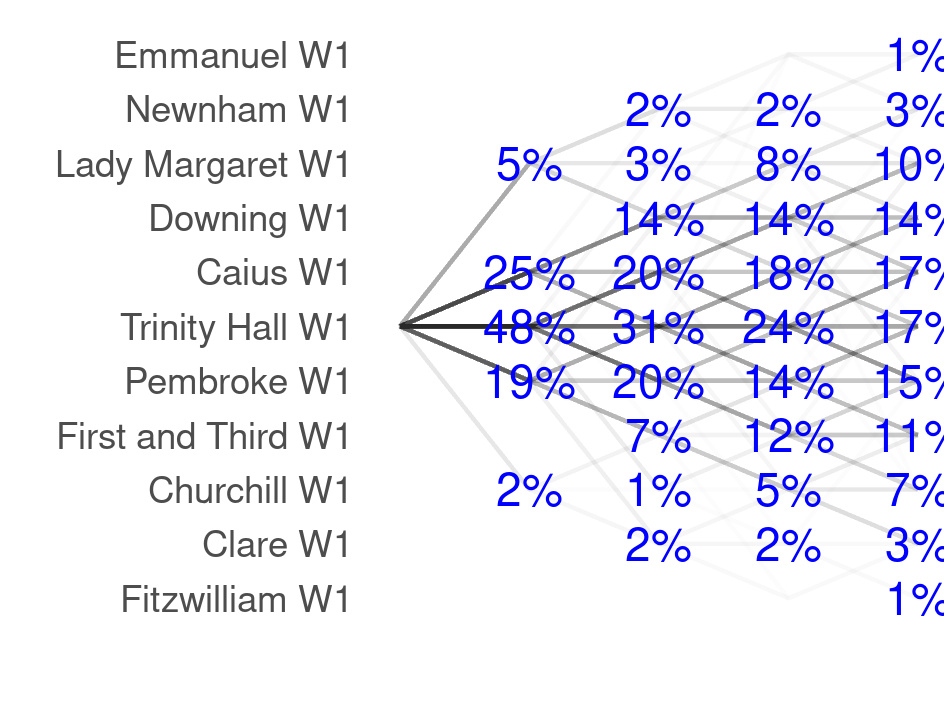 Emmanuel W1 1%
Newnham W1 2% 2% 3%
Lady Margaret W1 5% 3% 8% 10%
Downing W1 14% 14% 14%
Caius W1 25% 20% 18% 17%
Trinity Hall W1 48% 31% 24% 17%
Pembroke W1 19% 20% 14% 15%
First and Third W1 7% 12% 11%
Churchill W1 2% 1% 5% 7%
Clare W1 2% 2% 3%
Fitzwilliam W1 1%